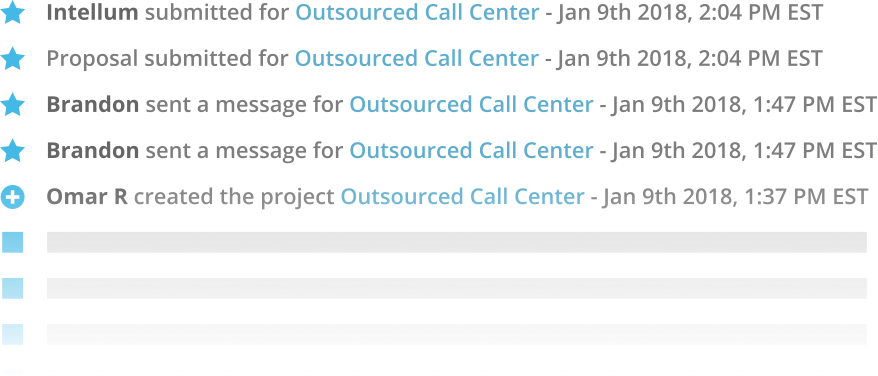 Intellum submitted for Outsourced Call Center - Jan 9th 2018, 2:04 PM EST
Proposal submitted for Outsourced Call Center - Jan 9th 2018, 2:04 PM EST
Brandon sent a message for Outsourced Call Center - Jan 9th 2018, 1:47 PM EST
Brandon sent a message for Outsourced Call Center - Jan 9th 2018, 1:47 PM EST
Omar R created the project Outsourced Call Center - Jan 9th 2018, 1:37 PM EST